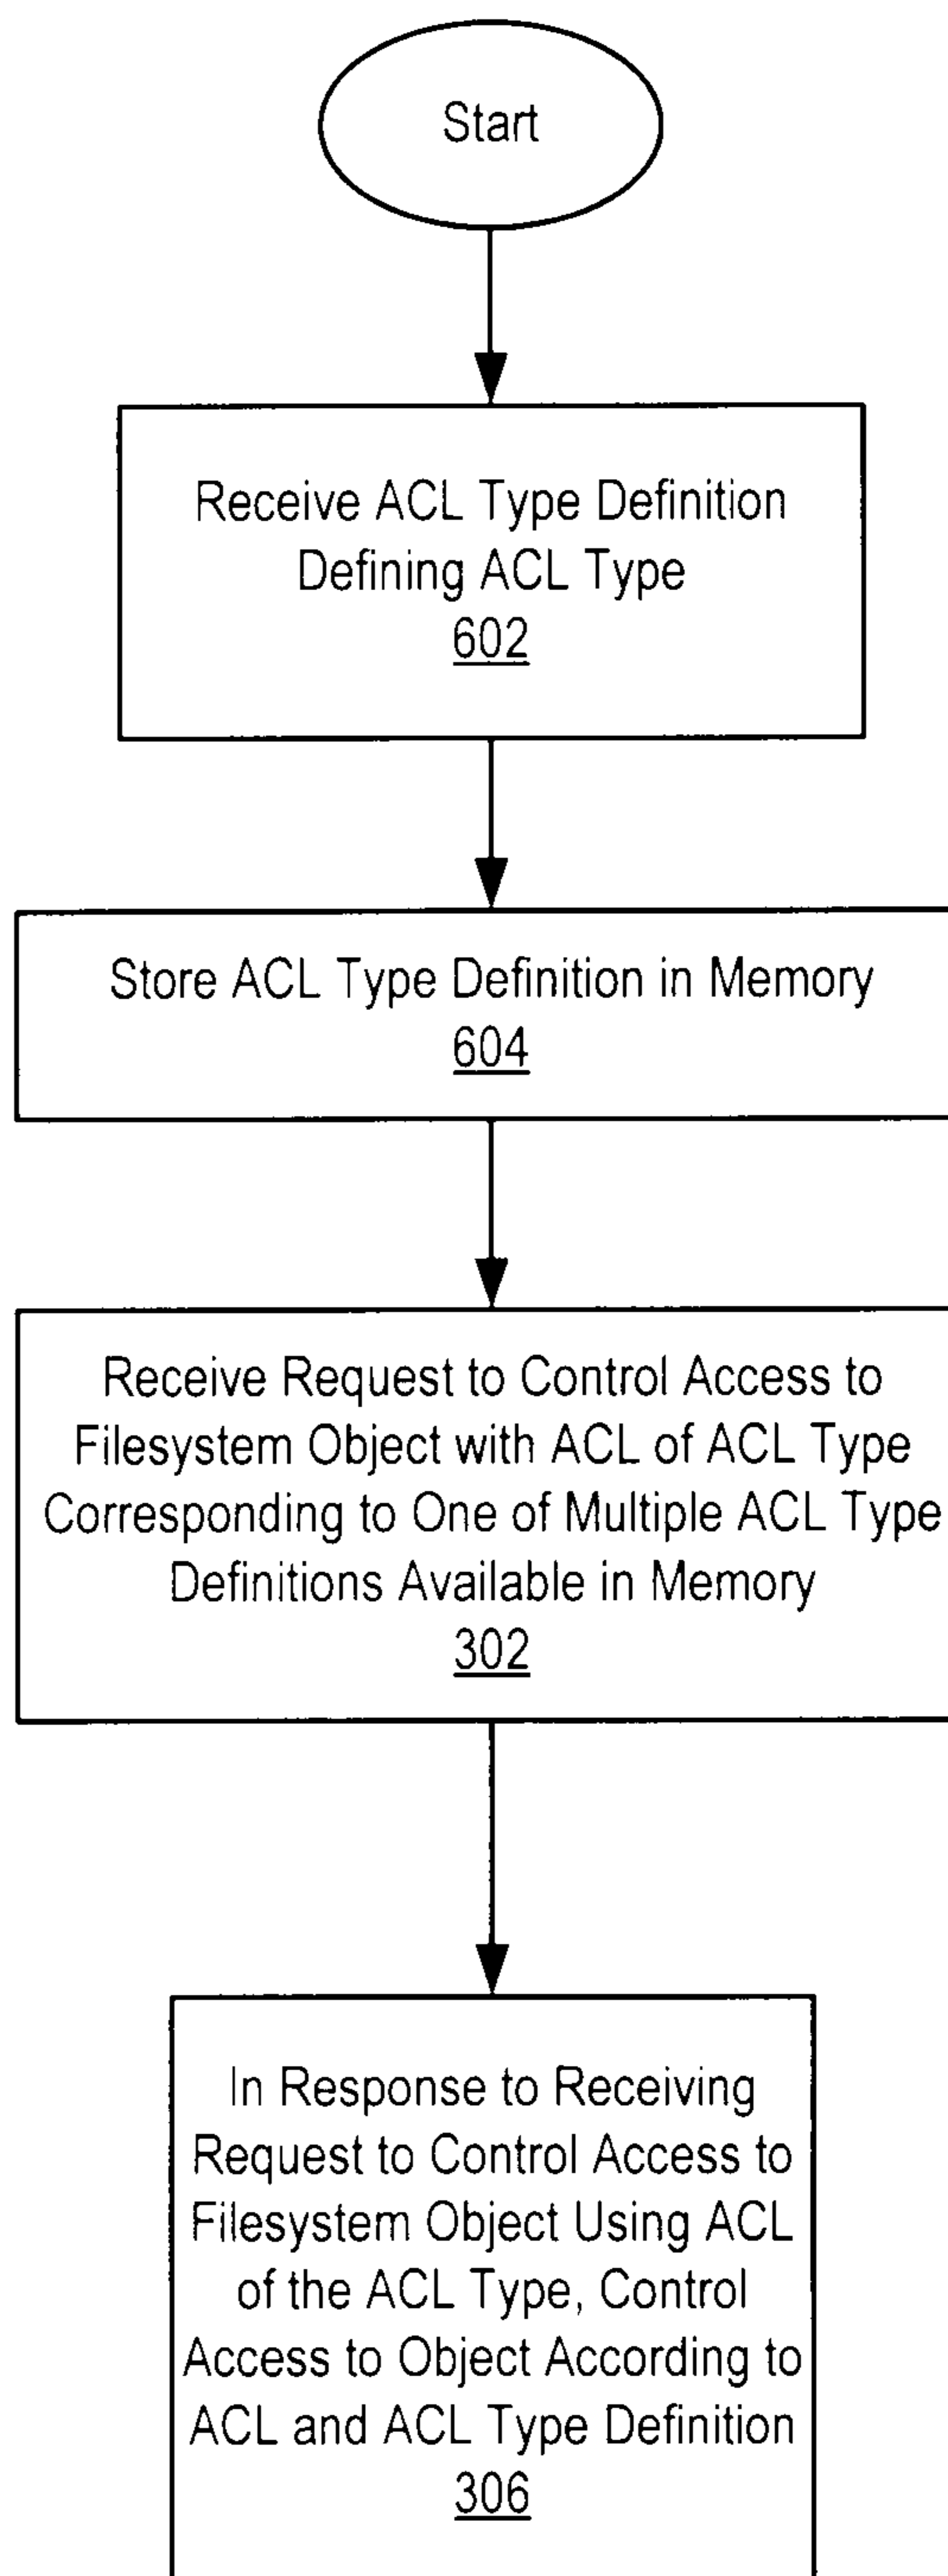 Start
Receive ACL Type Definition
Defining ACL Type
602
Store ACL Type Definition in Memory
604
Receive Request to Control Access to
Filesystem Object with ACL of ACL Type
Corresponding to One of Multiple ACL Type
Definitions Available in Memory
302
In Response to Receiving
Request to Control Access to
Filesystem Object Using ACL
of the ACL Type, Control
Access to Object According to
ACL and ACL Type Definition
306